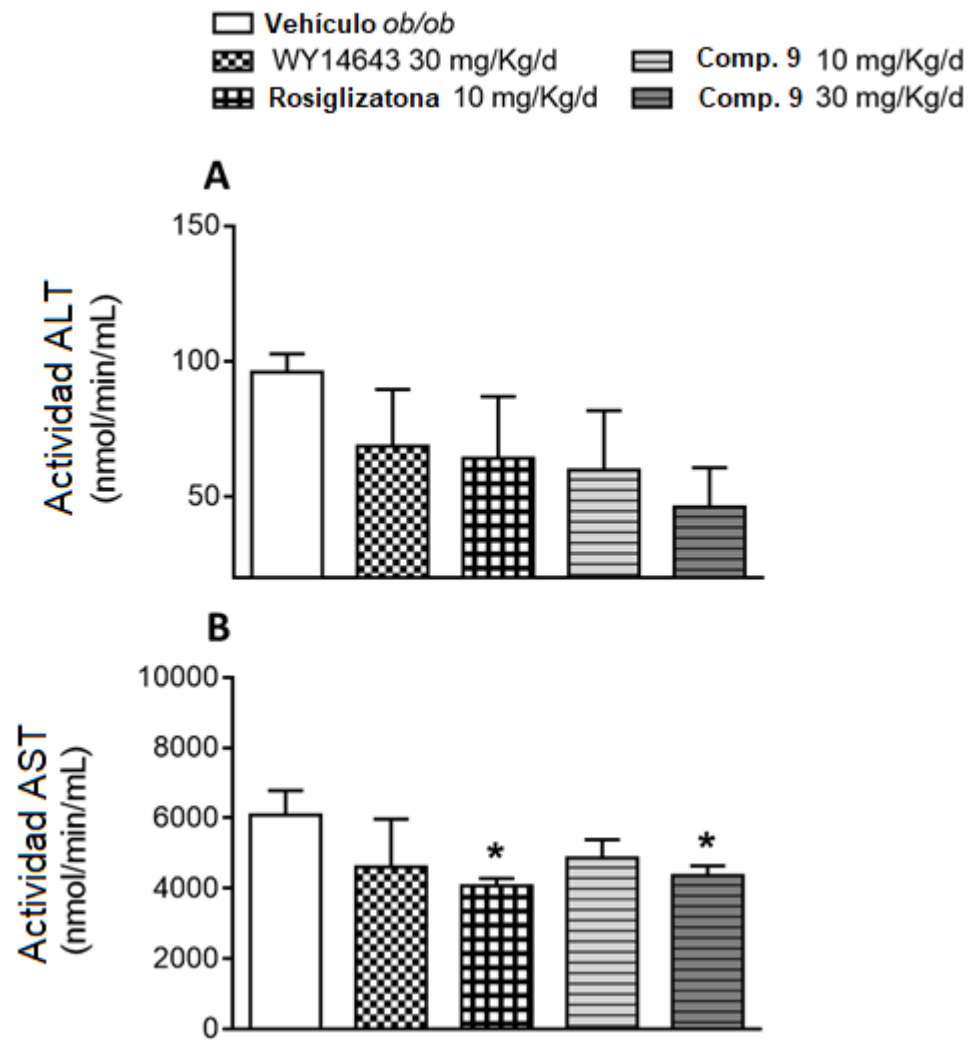 Vehículo ob/ob
WY14643 30 mg/Kg/d
Comp. 9 10 mg/Kg/d
Rosiglizatona 10 mg/Kg/d
Comp. 9 30 mg/Kg/d
A
150
100
50
Actividad ALT
(nmol/min/mL)
B
10000
8000
6000
4000
2000
0
Actividad AST
(nmol/min/mL)
*
*